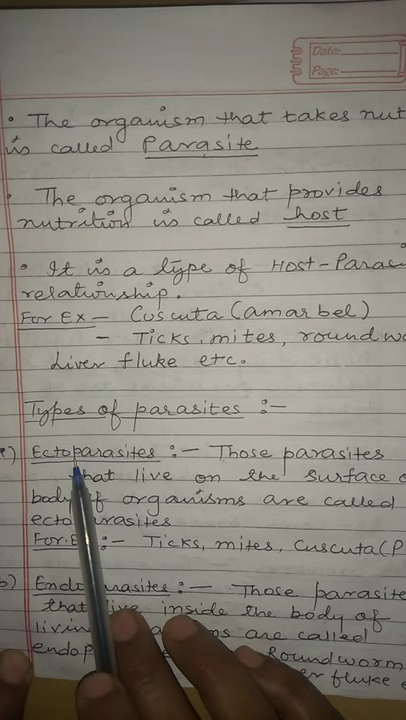 Date:
Page:
• The organism that takes nut
is called Parasite
• The organism that provides
nutrition is called host
• It is a type of Host-Paras
relationship.
For Ex - Cuscuta (amarbel)
- Ticks, mites, roundwo
Liver fluke etc.
Types of parasites :-
Ectoparasites :- Those parasites
that live on the surface o
body of organisms are called
For. E :- Ticks, mites, Cuscuta (P
b) :- Those parasite
that live inside the body of
are called
Roundworm
fluke